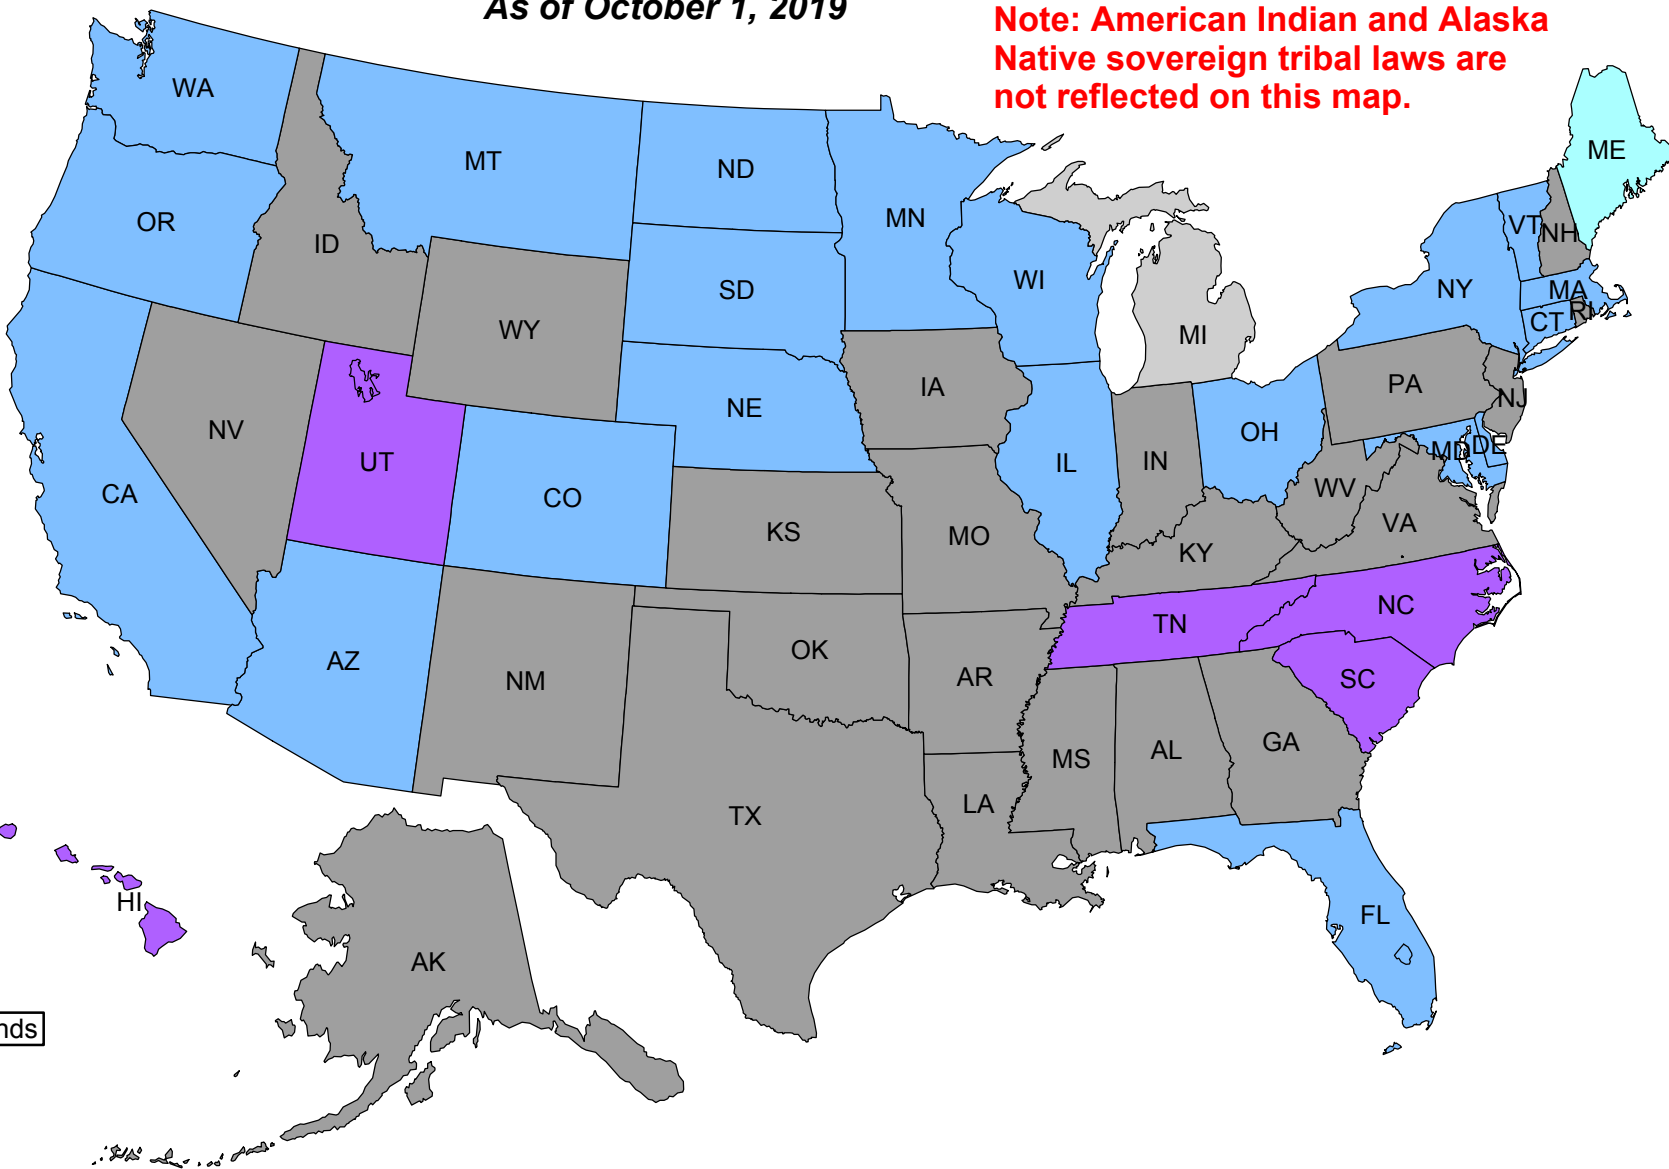 As of October 1, 2019
Note: American Indian and Alaska
Native sovereign tribal laws are
not reflected on this map.
WA
MT
ND
MN
ME
OR
ID
SD
WI
VT
NH
WY
NY
MA
RI
CT
MI
IA
PA
NJ
NV
NE
OH
UT
IL
IN
MD
DE
CA
CO
WV
KS
MO
KY
VA
AZ
NM
OK
AR
TN
NC
SC
MS
AL
GA
TX
LA
HI
FL
AK
nds